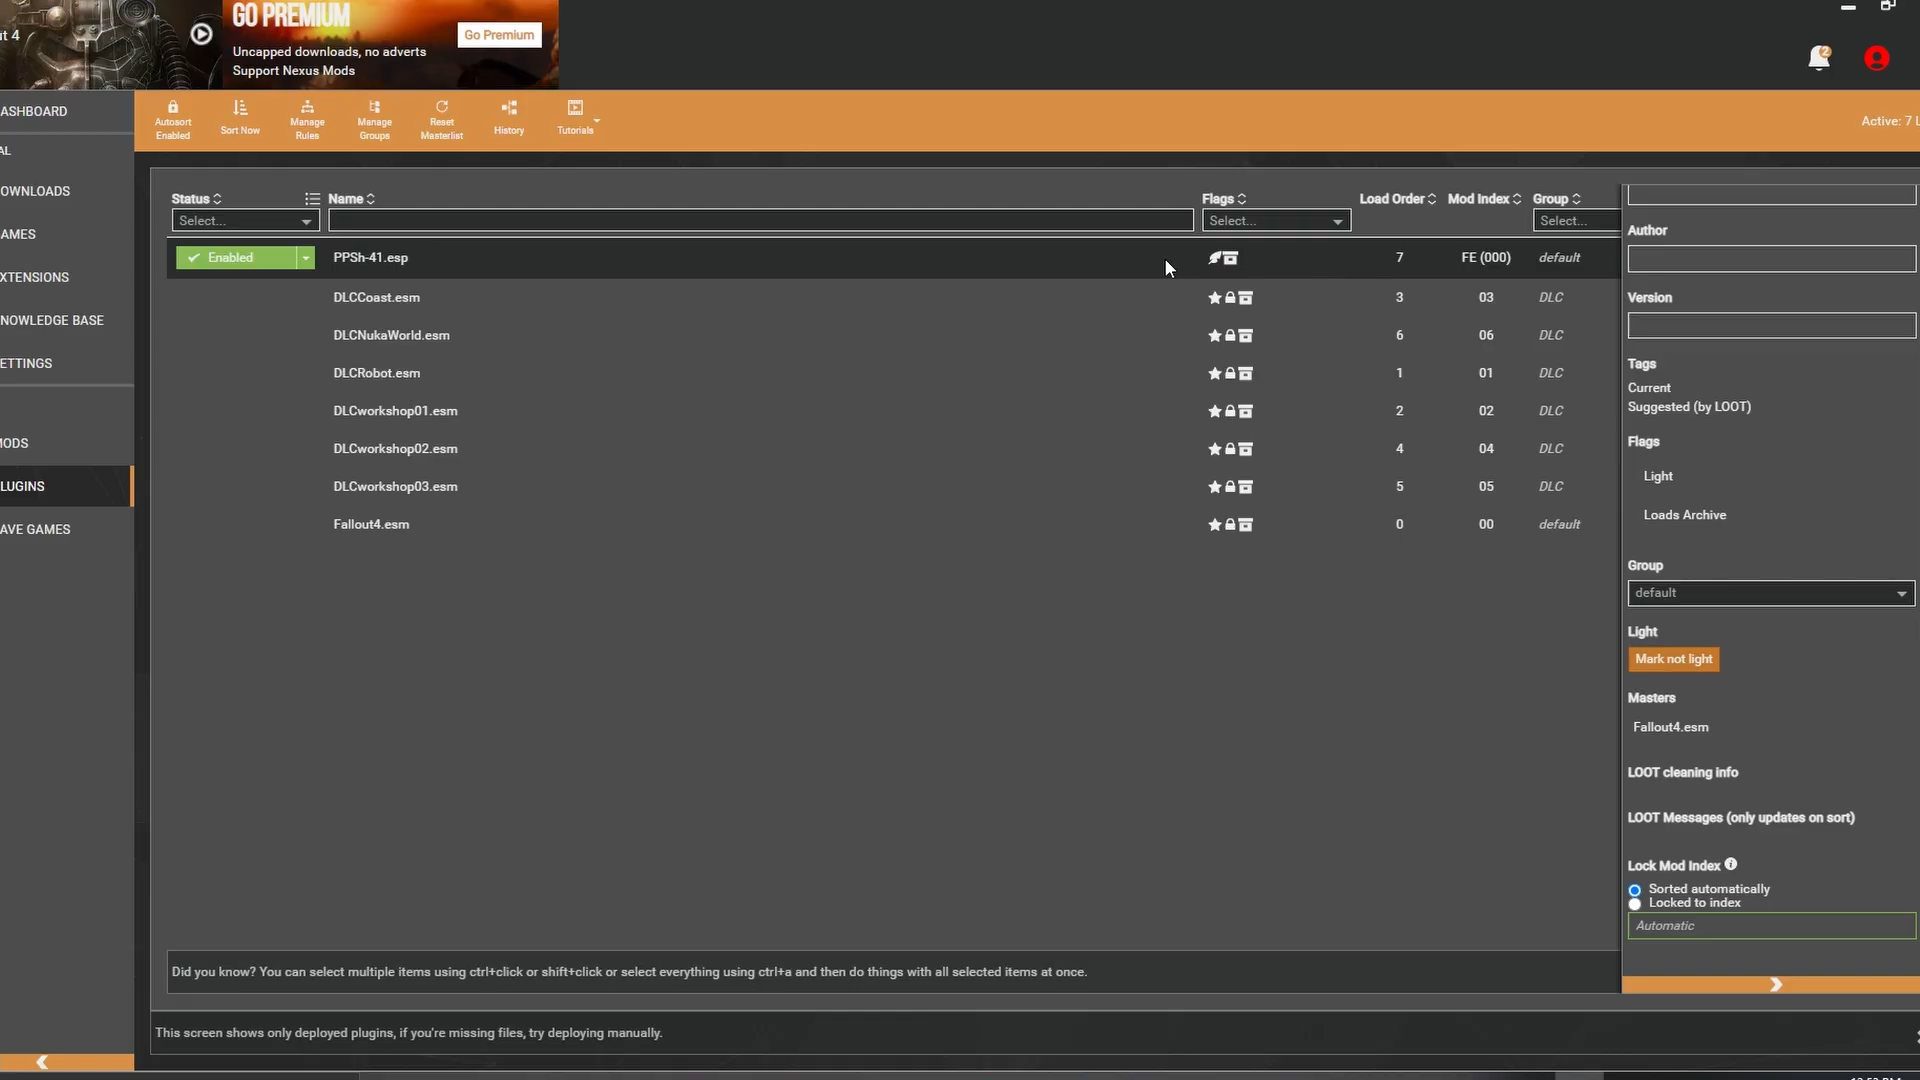 ut 4
GO PREMIUM
Uncapped downloads, no adverts
Support Nexus Mods
Go Premium
2
ASHBOARD
AL
OWNLOADS
AMES
XTENSIONS
NOWLEDGE BASE
ETTINGS
MODS
LUGINS
AVE GAMES
Autosort Enabled
Sort Now
Manage Rules
Manage Groups
Reset Masterlist
History
Tutorials
Active: 7 L
Status Name Flags Load Order Mod Index Group
Select... Select... Select...
Enabled PPSh-41.esp 7 FE (000) default
DLCCoast.esm 3 03 DLC
DLCNukaWorld.esm 6 06 DLC
DLCRobot.esm 1 01 DLC
DLCworkshop01.esm 2 02 DLC
DLCworkshop02.esm 4 04 DLC
DLCworkshop03.esm 5 05 DLC
Fallout4.esm 0 00 default
Author
Version
Tags
Current
Suggested (by LOOT)
Flags
Light
Loads Archive
Group
default
Light
Mark not light
Masters
Fallout4.esm
LOOT cleaning info
LOOT Messages (only updates on sort)
Lock Mod Index
Sorted automatically
Locked to index
Automatic
Did you know? You can select multiple items using ctrl+click or shift+click or select everything using ctrl+a and then do things with all selected items at once.
This screen shows only deployed plugins, if you're missing files, try deploying manually.